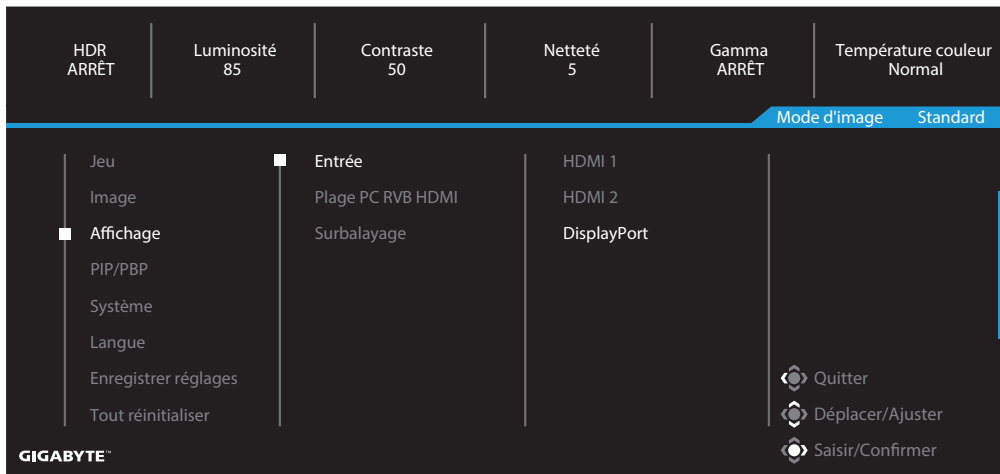 HDR
ARRÊT
Luminosité
85
Contraste
50
Netteté
5
Gamma
ARRÊT
Température couleur
Normal
Mode d'image Standard
Jeu
Image
Affichage
PIP/PBP
Système
Langue
Enregistrer réglages
Tout réinitialiser
Entrée
Plage PC RVB HDMI
Surbalayage
HDMI 1
HDMI 2
DisplayPort
Quitter
Déplacer/Ajuster
Saisir/Confirmer
GIGABYTE™